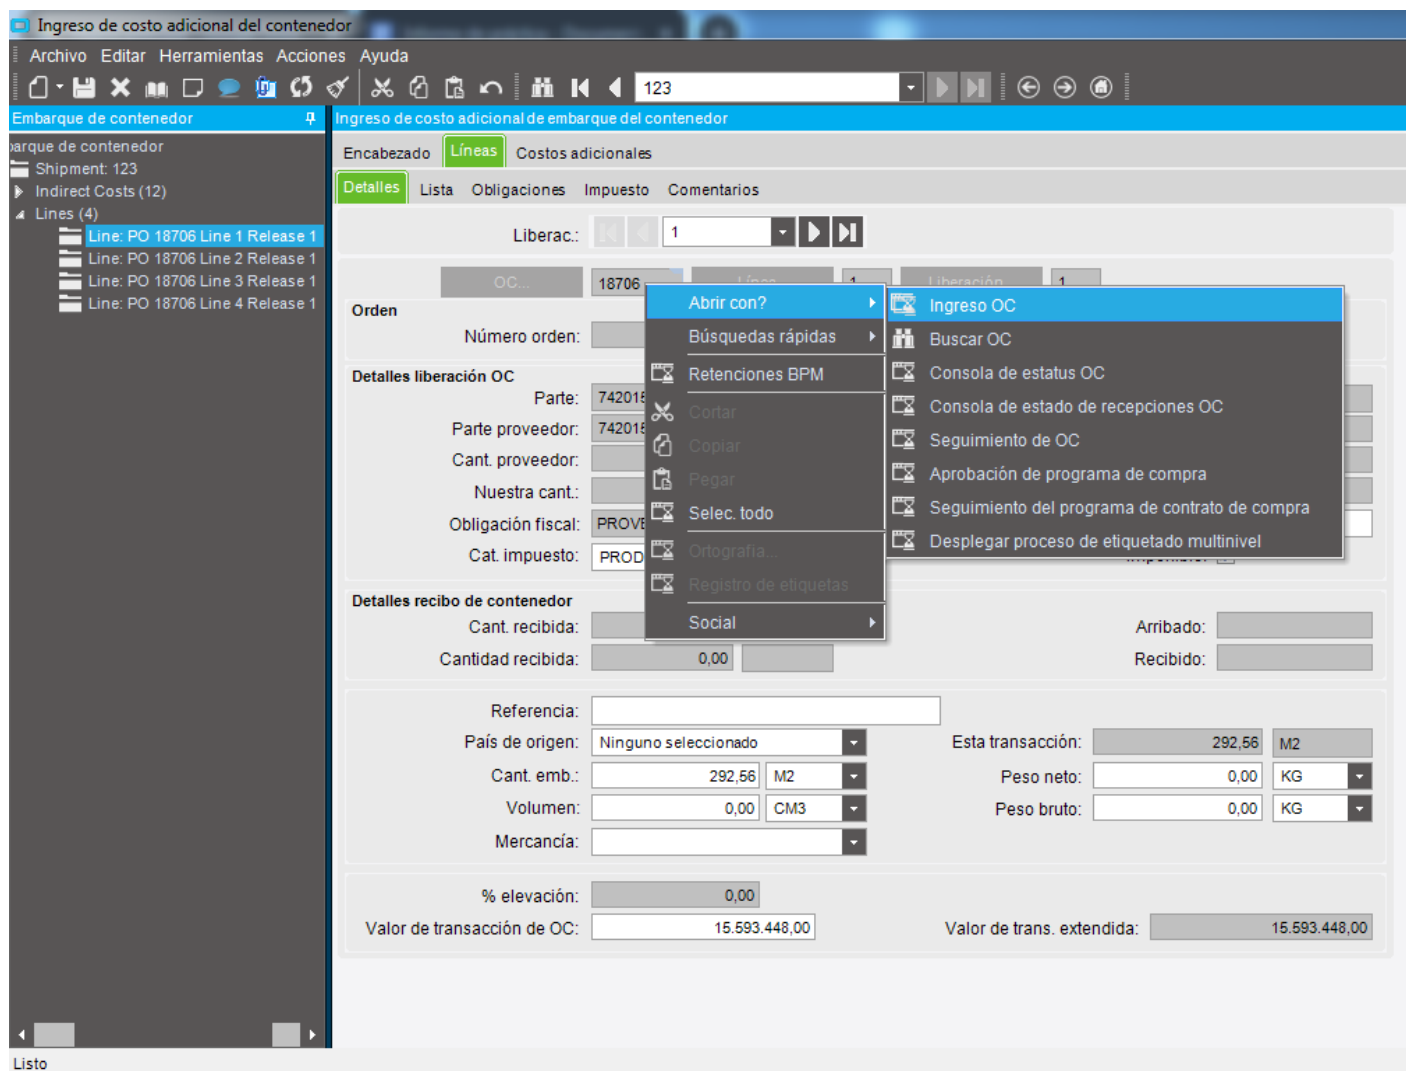 Ingreso de costo adicional del contenedor
Archivo Editar Herramientas Acciones Ayuda
123
Embarque de contenedor
arque de contenedor
Shipment: 123
Indirect Costs (12)
Lines (4)
Line: PO 18706 Line 1 Release 1
Line: PO 18706 Line 2 Release 1
Line: PO 18706 Line 3 Release 1
Line: PO 18706 Line 4 Release 1
Ingreso de costo adicional de embarque del contenedor
Encabezado Líneas Costos adicionales
Detalles Lista Obligaciones Impuesto Comentarios
Liberac.: 1
OC... 18706 Línea 1 Liberación 1
Orden
Número orden:
Detalles liberación OC
Parte: 742015
Parte proveedor: 742015
Cant. proveedor:
Nuestra cant.:
Obligación fiscal: PROVE
Cat. impuesto: PROD
Abrir con?
Búsquedas rápidas
Retenciones BPM
Cortar
Copiar
Pegar
Selec. todo
Ortografía...
Registro de etiquetas
Social
Ingreso OC
Buscar OC
Consola de estatus OC
Consola de estado de recepciones OC
Seguimiento de OC
Aprobación de programa de compra
Seguimiento del programa de contrato de compra
Desplegar proceso de etiquetado multinivel
Detalles recibo de contenedor
Cant. recibida: Arribado:
Cantidad recibida: 0,00 Recibido:
Referencia:
País de origen: Ninguno seleccionado Esta transacción: 292,56 M2
Cant. emb.: 292,56 M2 Peso neto: 0,00 KG
Volumen: 0,00 CM3 Peso bruto: 0,00 KG
Mercancía:
% elevación: 0,00
Valor de transacción de OC: 15.593.448,00 Valor de trans. extendida: 15.593.448,00
Listo